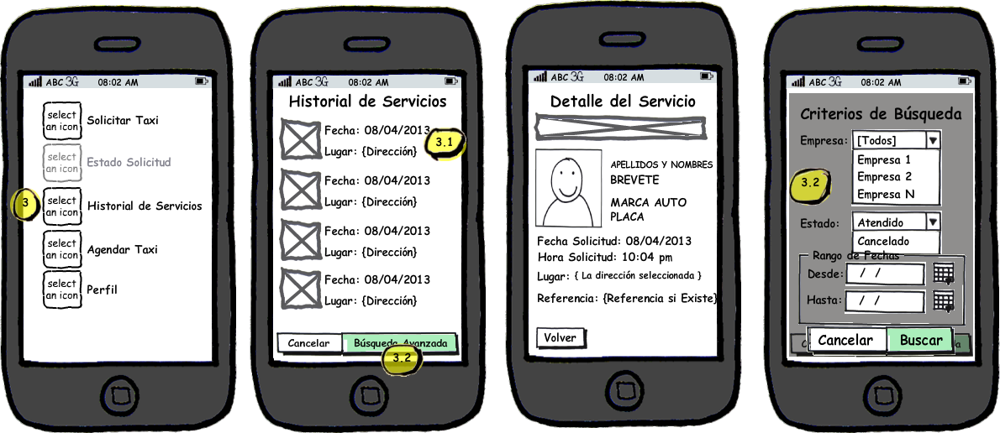 ABC 3G 08:02 AM
select
an icon
Solicitar Taxi
select
an icon
Estado Solicitud
3
select
an icon
Historial de Servicios
select
an icon
Agendar Taxi
select
an icon
Perfil
ABC 3G 08:02 AM
Historial de Servicios
Fecha: 08/04/2013
3.1
Lugar: {Dirección}
Fecha: 08/04/2013
Lugar: {Dirección}
Fecha: 08/04/2013
Lugar: {Dirección}
Fecha: 08/04/2013
Lugar: {Dirección}
Cancelar Búsqueda Avanzada
3.2
ABC 3G 08:02 AM
Detalle del Servicio
APELLIDOS Y NOMBRES
BREVETE
MARCA AUTO
PLACA
Fecha Solicitud: 08/04/2013
Hora Solicitud: 10:04 pm
Lugar: { La dirección seleccionada }
Referencia: {Referencia si Existe}
Volver
ABC 3G 08:02 AM
Criterios de Búsqueda
Empresa: [Todos]
Empresa 1
Empresa 2
Empresa N
3.2
Estado: Atendido
Cancelado
Rango de Fechas
Desde: / /
Hasta: / /
Cancelar Buscar